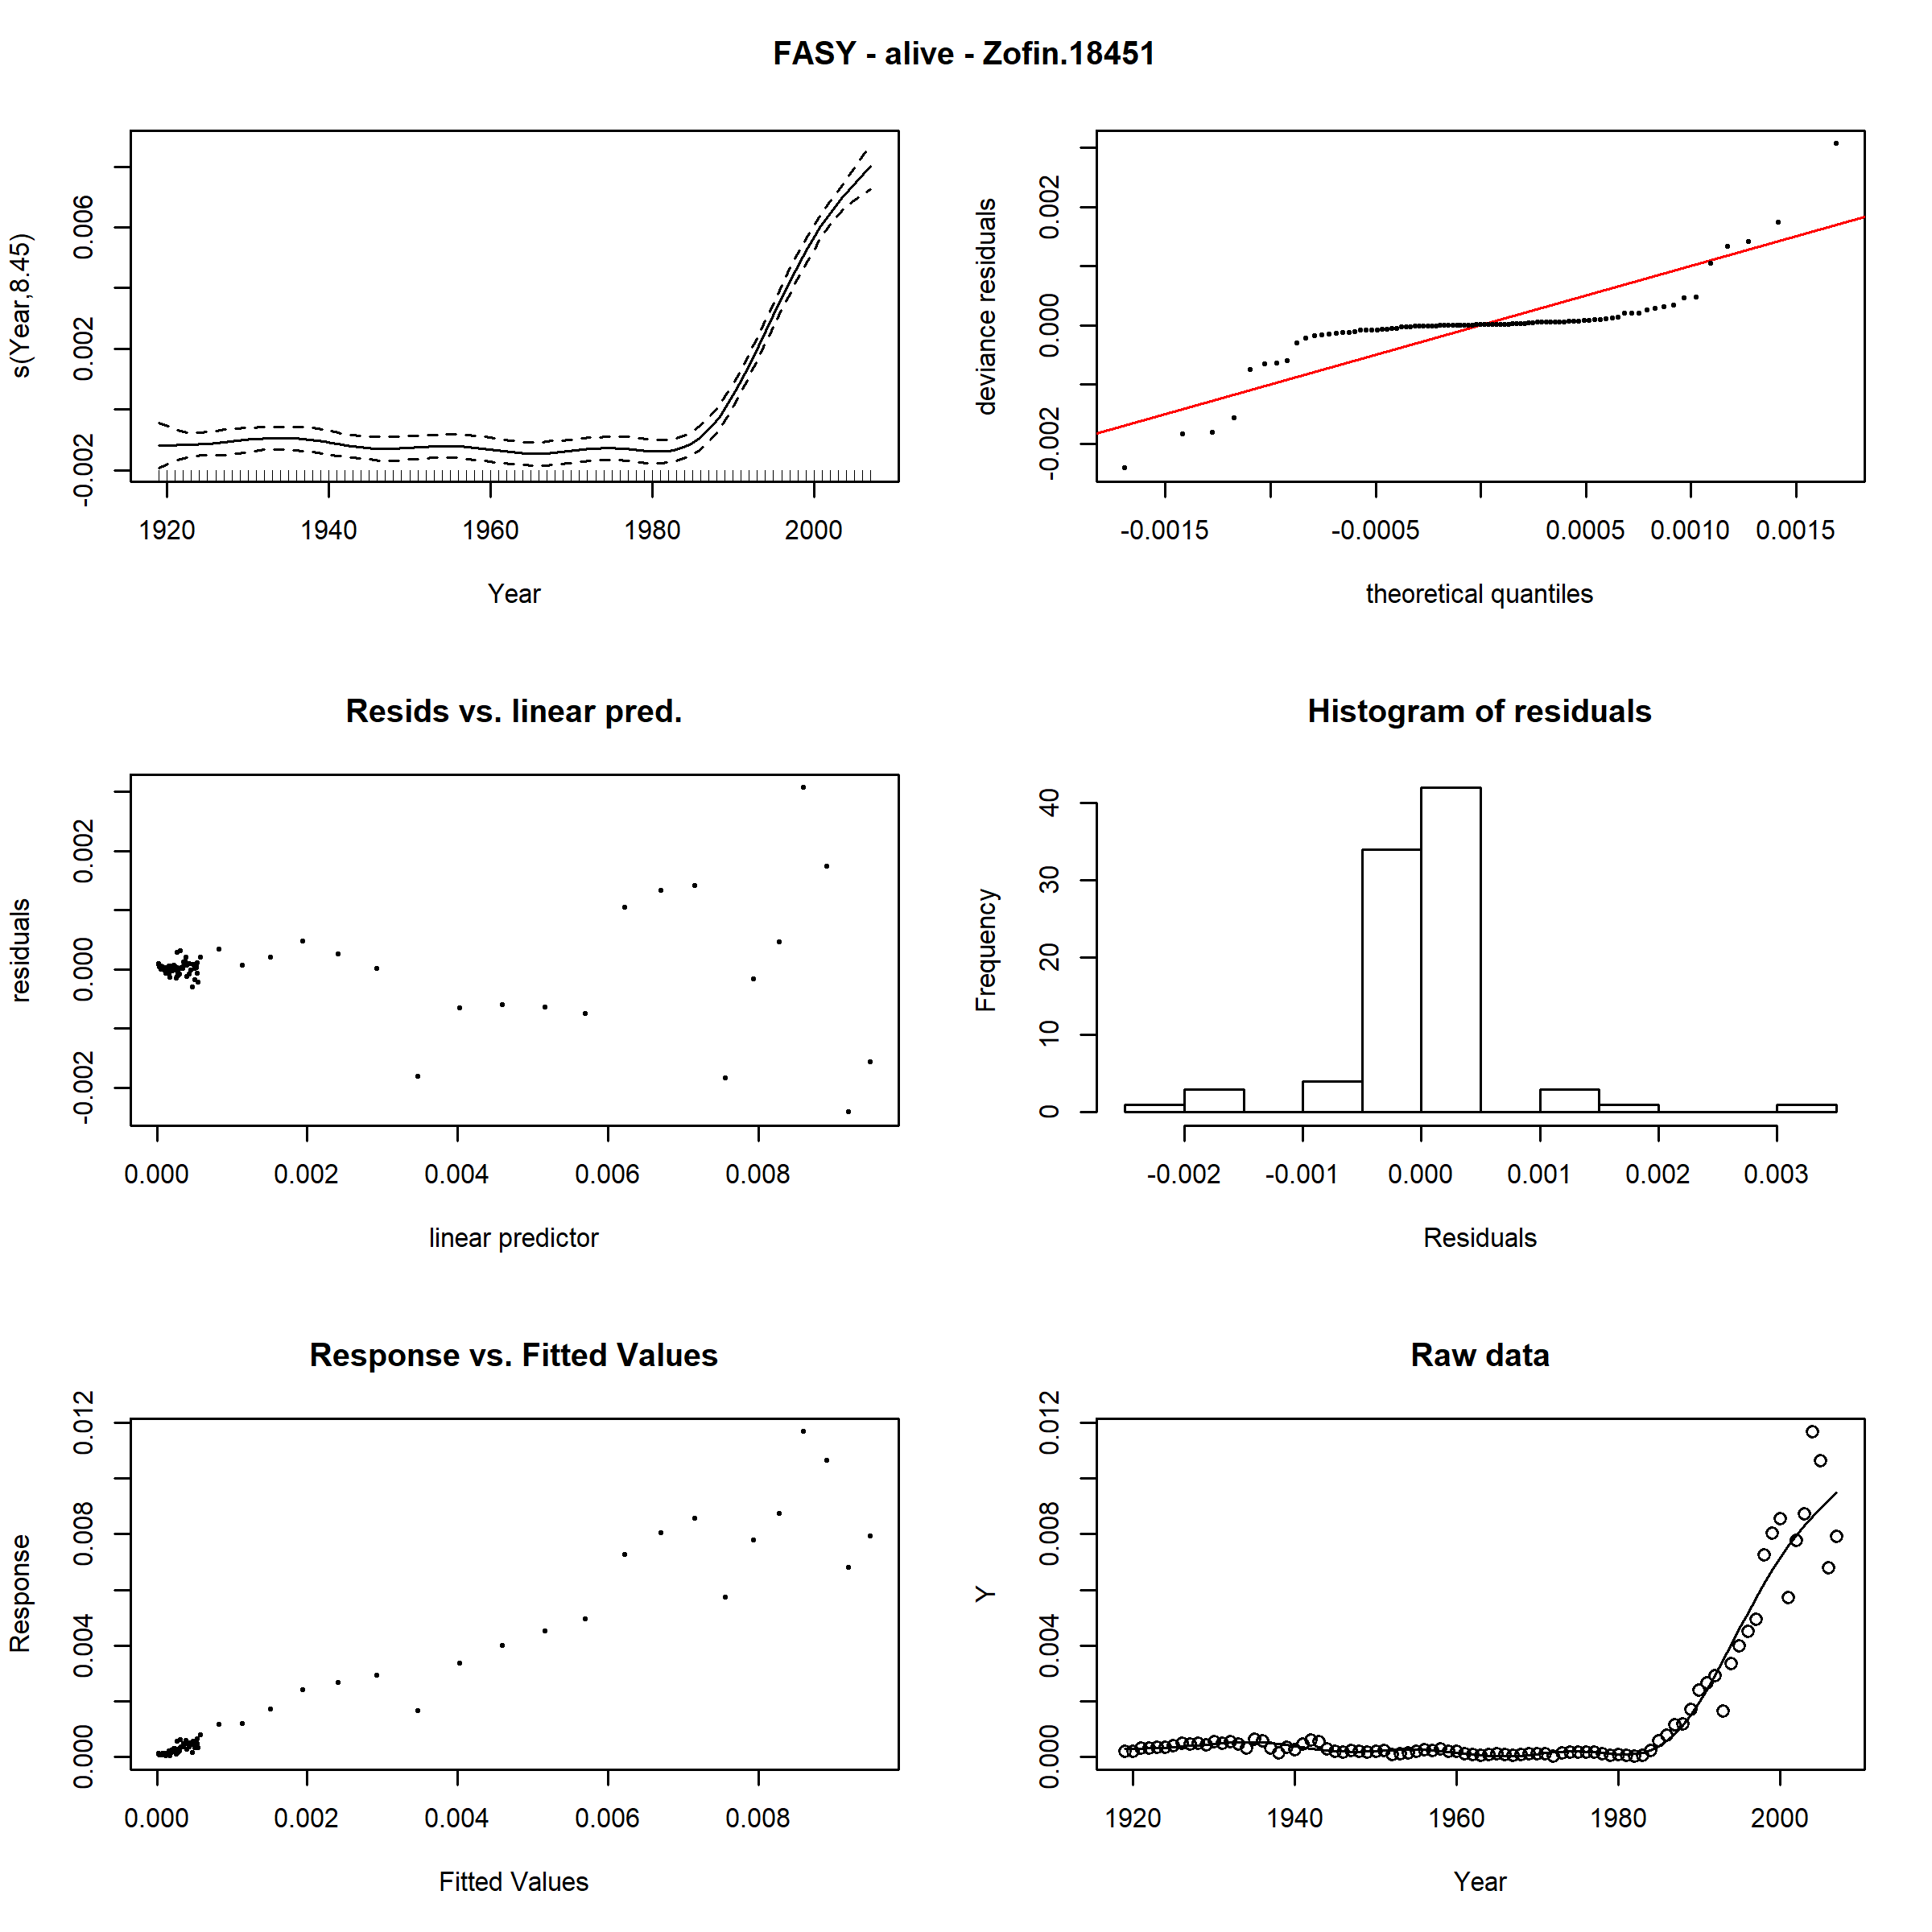 FASY - alive - Zofin.18451
s(Year,8.45)
-0.002 0.002 0.006
1920 1940 1960 1980 2000
Year
deviance residuals
-0.002 0.000 0.002
-0.0015 -0.0005 0.0005 0.0010 0.0015
theoretical quantiles
Resids vs. linear pred.
residuals
-0.002 0.000 0.002
0.000 0.002 0.004 0.006 0.008
linear predictor
Histogram of residuals
Frequency
0 10 20 30 40
-0.002 -0.001 0.000 0.001 0.002 0.003
Residuals
Response vs. Fitted Values
Response
0.000 0.004 0.008 0.012
0.000 0.002 0.004 0.006 0.008
Fitted Values
Raw data
Y
0.000 0.004 0.008 0.012
1920 1940 1960 1980 2000
Year